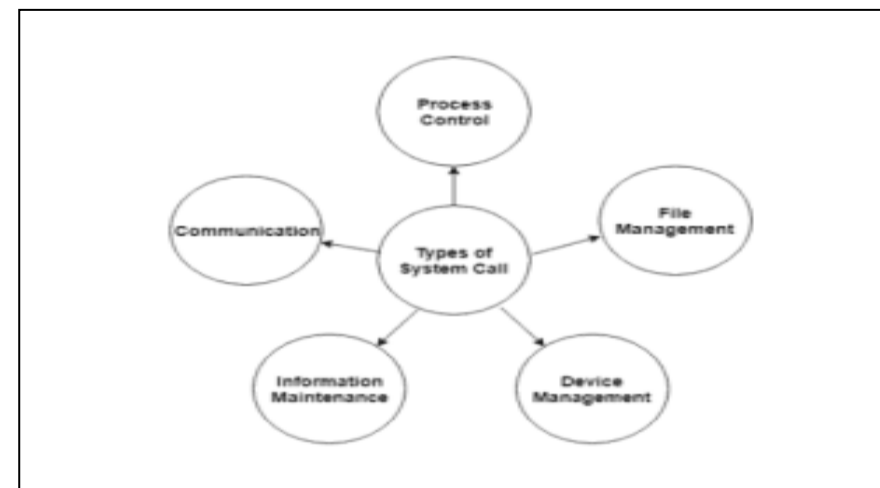 Process
Control
File
Management
Communication
Types of
System Call
Information
Maintenance
Device
Management